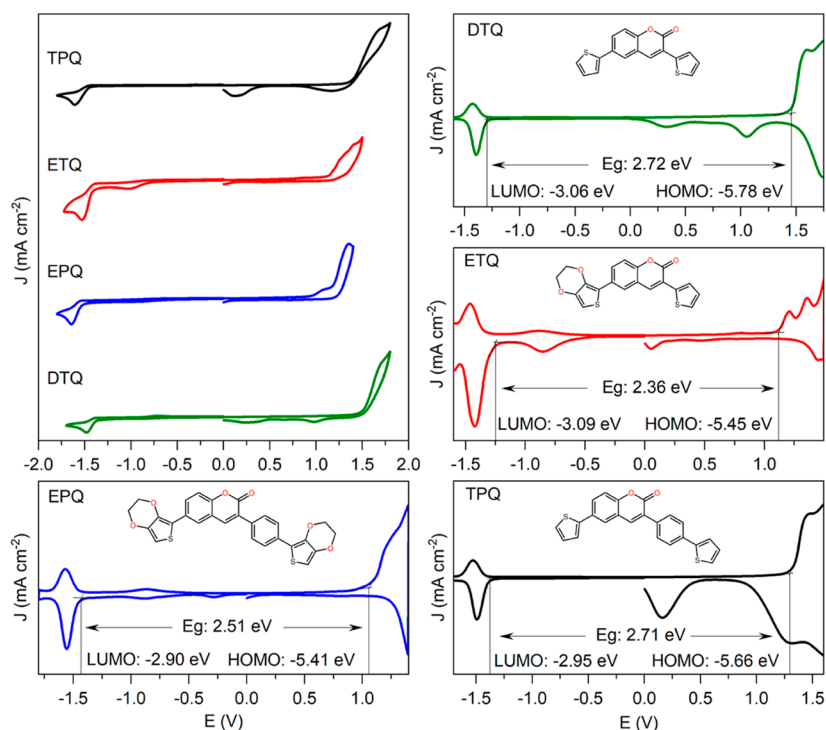 TPQ
ETQ
EPQ
DTQ
J (mA cm⁻²)
-2.0 -1.5 -1.0 -0.5 0.0 0.5 1.0 1.5 2.0
DTQ
O O
S S
J (mA cm⁻²)
Eg: 2.72 eV
LUMO: -3.06 eV HOMO: -5.78 eV
-1.5 -1.0 -0.5 0.0 0.5 1.0 1.5
ETQ
O O
O O
S S
J (mA cm⁻²)
Eg: 2.36 eV
LUMO: -3.09 eV HOMO: -5.45 eV
-1.5 -1.0 -0.5 0.0 0.5 1.0
EPQ
O O
O O
S
O
S O
J (mA cm⁻²)
Eg: 2.51 eV
LUMO: -2.90 eV HOMO: -5.41 eV
-1.5 -1.0 -0.5 0.0 0.5 1.0
E (V)
TPQ
O O
S
S
J (mA cm⁻²)
Eg: 2.71 eV
LUMO: -2.95 eV HOMO: -5.66 eV
-1.5 -1.0 -0.5 0.0 0.5 1.0 1.5
E (V)